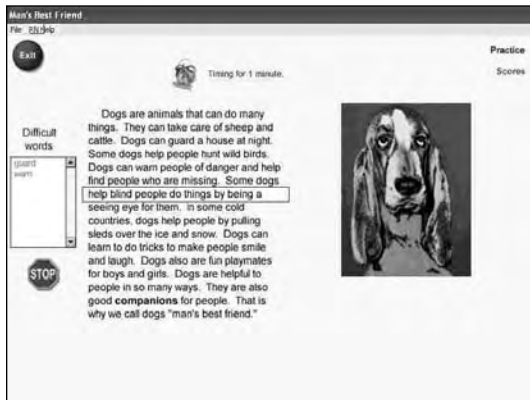 Man's Best Friend
File
Help
Exit
Practice
Timing for 1 minute.
Scores
Difficult
words
guard
warn
STOP
Dogs are animals that can do many
things. They can take care of sheep and
cattle. Dogs can guard a house at night.
Some dogs help people hunt wild birds.
Dogs can warn people of danger and help
find people who are missing. Some dogs
help blind people do things by being a
seeing eye for them. In some cold
countries, dogs help people by pulling
sleds over the ice and snow. Dogs can
learn to do tricks to make people smile
and laugh. Dogs also are fun playmates
for boys and girls. Dogs are helpful to
people in so many ways. They are also
good companions for people. That is
why we call dogs "man's best friend."